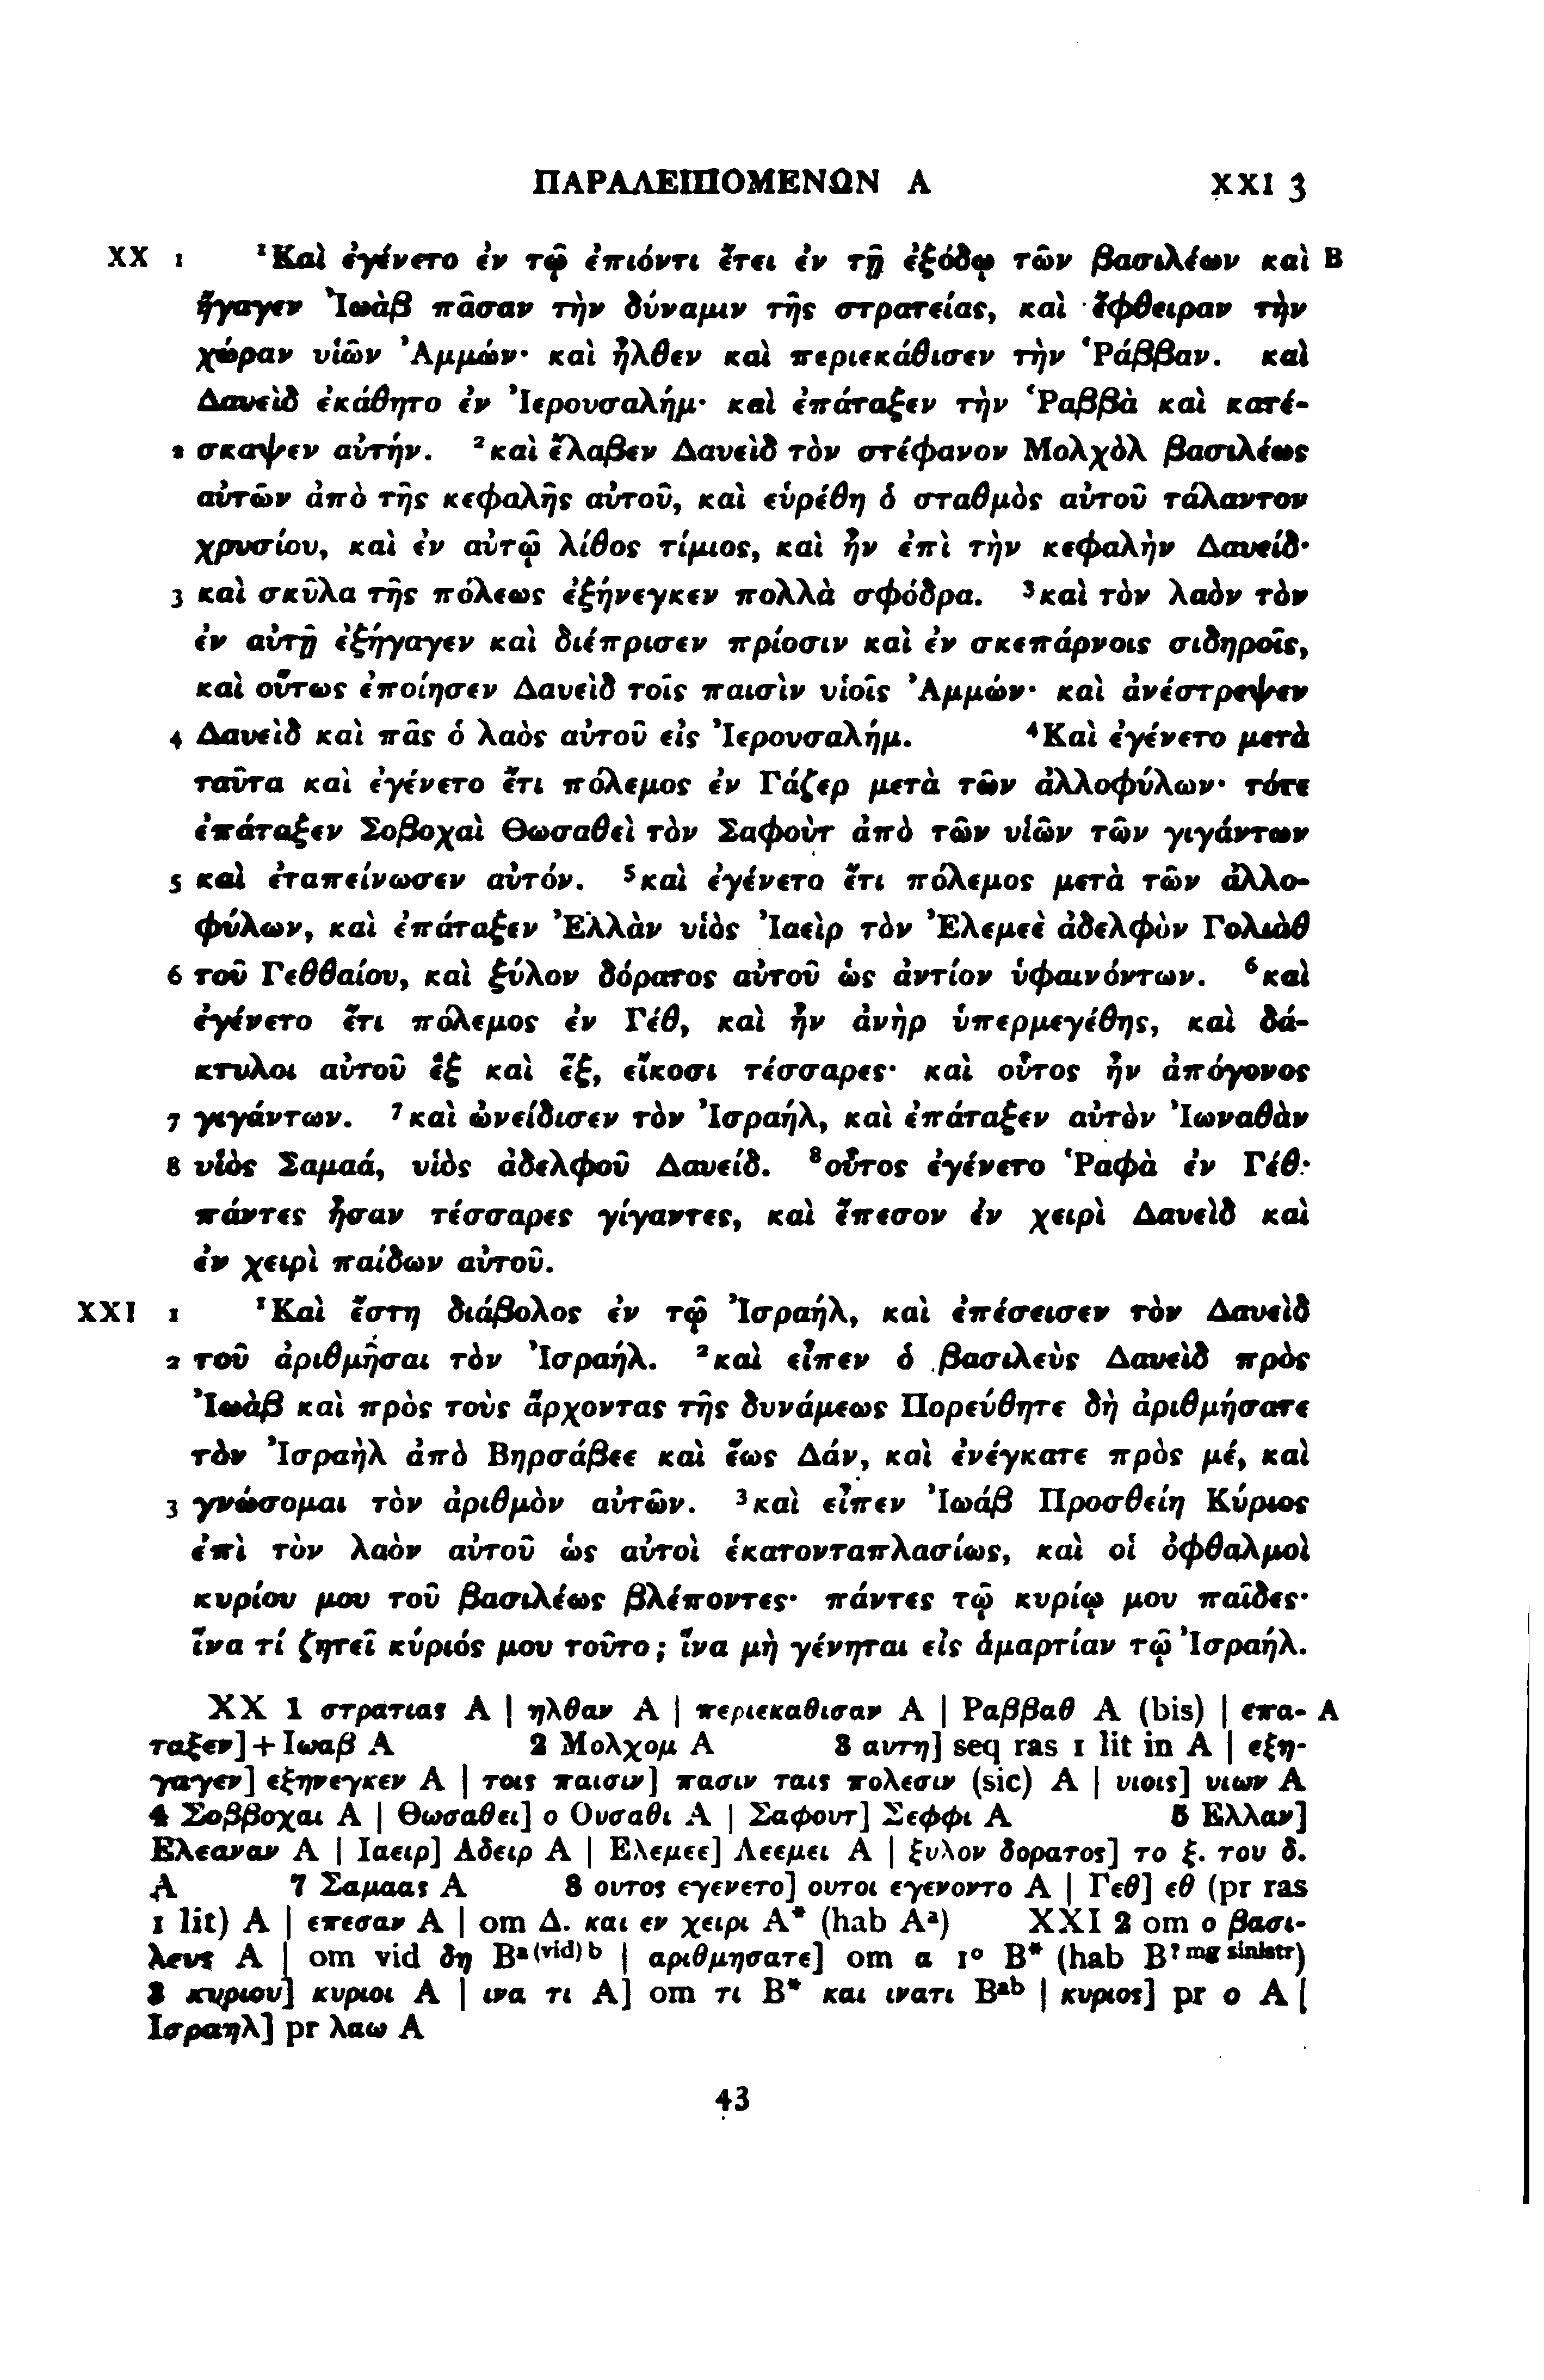 ΠΑΡΑΛΕΙΠΟΜΕΝΩΝ Α XXI 3
XX 1 ¹Καὶ ἐγένετο ἐν τῷ ἐπιόντι ἔτει ἐν τῇ ἐξόδῳ τῶν βασιλέων καὶ B
ἤγαγεν Ἰωὰβ πᾶσαν τὴν δύναμιν τῆς στρατείας, καὶ ἔφθειραν τὴν
χώραν υἱῶν Ἀμμών· καὶ ἦλθεν καὶ περιεκάθισεν τὴν Ῥάββαν. καὶ
Δαυεὶδ ἐκάθητο ἐν Ἰερουσαλήμ· καὶ ἐπάταξεν τὴν Ῥαββὰ καὶ κατέ-
2 σκαψεν αὐτήν. ²καὶ ἔλαβεν Δαυεὶδ τὸν στέφανον Μολχὸλ βασιλέως
αὐτῶν ἀπὸ τῆς κεφαλῆς αὐτοῦ, καὶ εὑρέθη ὁ σταθμὸς αὐτοῦ τάλαντον
χρυσίου, καὶ ἐν αὐτῷ λίθος τίμιος, καὶ ἦν ἐπὶ τὴν κεφαλὴν Δαυείδ·
3 καὶ σκῦλα τῆς πόλεως ἐξήνεγκεν πολλὰ σφόδρα. ³καὶ τὸν λαὸν τὸν
ἐν αὐτῇ ἐξήγαγεν καὶ διέπρισεν πρίοσιν καὶ ἐν σκεπάρνοις σιδηροῖς,
καὶ οὕτως ἐποίησεν Δαυεὶδ τοῖς παισὶν υἱοῖς Ἀμμών· καὶ ἀνέστρεψεν
4 Δαυεὶδ καὶ πᾶς ὁ λαὸς αὐτοῦ εἰς Ἰερουσαλήμ. ⁴Καὶ ἐγένετο μετὰ
ταῦτα καὶ ἐγένετο ἔτι πόλεμος ἐν Γάζερ μετὰ τῶν ἀλλοφύλων· τότε
ἐπάταξεν Σοβοχαὶ Θωσαθεὶ τὸν Σαφοὺτ ἀπὸ τῶν υἱῶν τῶν γιγάντων
5 καὶ ἐταπείνωσεν αὐτόν. ⁵καὶ ἐγένετο ἔτι πόλεμος μετὰ τῶν ἀλλο-
φύλων, καὶ ἐπάταξεν Ἐλλὰν υἱὸς Ἰαεὶρ τὸν Ἐλεμεὲ ἀδελφὸν Γολιὰθ
6 τοῦ Γεθθαίου, καὶ ξύλον δόρατος αὐτοῦ ὡς ἀντίον ὑφαινόντων. ⁶καὶ
ἐγένετο ἔτι πόλεμος ἐν Γέθ, καὶ ἦν ἀνὴρ ὑπερμεγέθης, καὶ δά-
κτυλοι αὐτοῦ ἓξ καὶ ἕξ, εἴκοσι τέσσαρες· καὶ οὗτος ἦν ἀπόγονος
7 γιγάντων. ⁷καὶ ὠνείδισεν τὸν Ἰσραήλ, καὶ ἐπάταξεν αὐτὸν Ἰωναθὰν
8 υἱὸς Σαμαά, υἱὸς ἀδελφοῦ Δαυείδ. ⁸οὗτος ἐγένετο Ῥαφὰ ἐν Γέθ·
πάντες ἦσαν τέσσαρες γίγαντες, καὶ ἔπεσον ἐν χειρὶ Δαυεὶδ καὶ
ἐν χειρὶ παίδων αὐτοῦ.
XXI 1 ¹Καὶ ἔστη διάβολος ἐν τῷ Ἰσραήλ, καὶ ἐπέσεισεν τὸν Δαυεὶδ
2 τοῦ ἀριθμῆσαι τὸν Ἰσραήλ. ²καὶ εἶπεν ὁ βασιλεὺς Δαυεὶδ πρὸς
Ἰωὰβ καὶ πρὸς τοὺς ἄρχοντας τῆς δυνάμεως Πορεύθητε δὴ ἀριθμήσατε
τὸν Ἰσραὴλ ἀπὸ Βηρσάβεε καὶ ἕως Δάν, καὶ ἐνέγκατε πρὸς μέ, καὶ
3 γνώσομαι τὸν ἀριθμὸν αὐτῶν. ³καὶ εἶπεν Ἰωάβ Προσθείη Κύριος
ἐπὶ τὸν λαὸν αὐτοῦ ὡς αὐτοὶ ἑκατονταπλασίως, καὶ οἱ ὀφθαλμοὶ
κυρίου μου τοῦ βασιλέως βλέποντες· πάντες τῷ κυρίῳ μου παῖδες·
ἵνα τί ζητεῖ κύριός μου τοῦτο; ἵνα μὴ γένηται εἰς ἁμαρτίαν τῷ Ἰσραήλ.
XX 1 στρατιας A | ηλθαν A | περιεκαθισαν A | Ραββαθ A (bis) | επα- A
ταξεν] + Ιωαβ A 2 Μολχομ A 3 αυτη] seq ras 1 lit in A | εξη-
γαγεν] εξηνεγκεν A | τοις παισιν] πασιν ταις πολεσιν (sic) A | υιοις] υιων A
4 Σοββοχαι A | Θωσαθει] ο Ουσαθι A | Σαφουτ] Σεφφι A 5 Ελλαν]
Ελεαναν A | Ιαειρ] Αδειρ A | Ελεμεε] Λεεμει A | ξυλον δορατος] το ξ. του δ.
A 7 Σαμαας A 8 ουτος εγενετο] ουτοι εγενοντο A | Γεθ] εθ (pr ras
1 lit) A | επεσαν A | om Δ. και εν χειρι A* (hab Aᵃ) XXI 2 om ο βασι-
λευς A | om vid δη Bᵃ⁽ᵛⁱᵈ⁾ᵇ | αριθμησατε] om α 1º B* (hab B? ᵐᵍ ˢⁱⁿⁱˢᵗʳ)
3 κυριου] κυριοι A | ινα τι A] om τι B* και ινατι Bᵃᵇ | κυριος] pr ο A |
Ισραηλ] pr λαω A
43